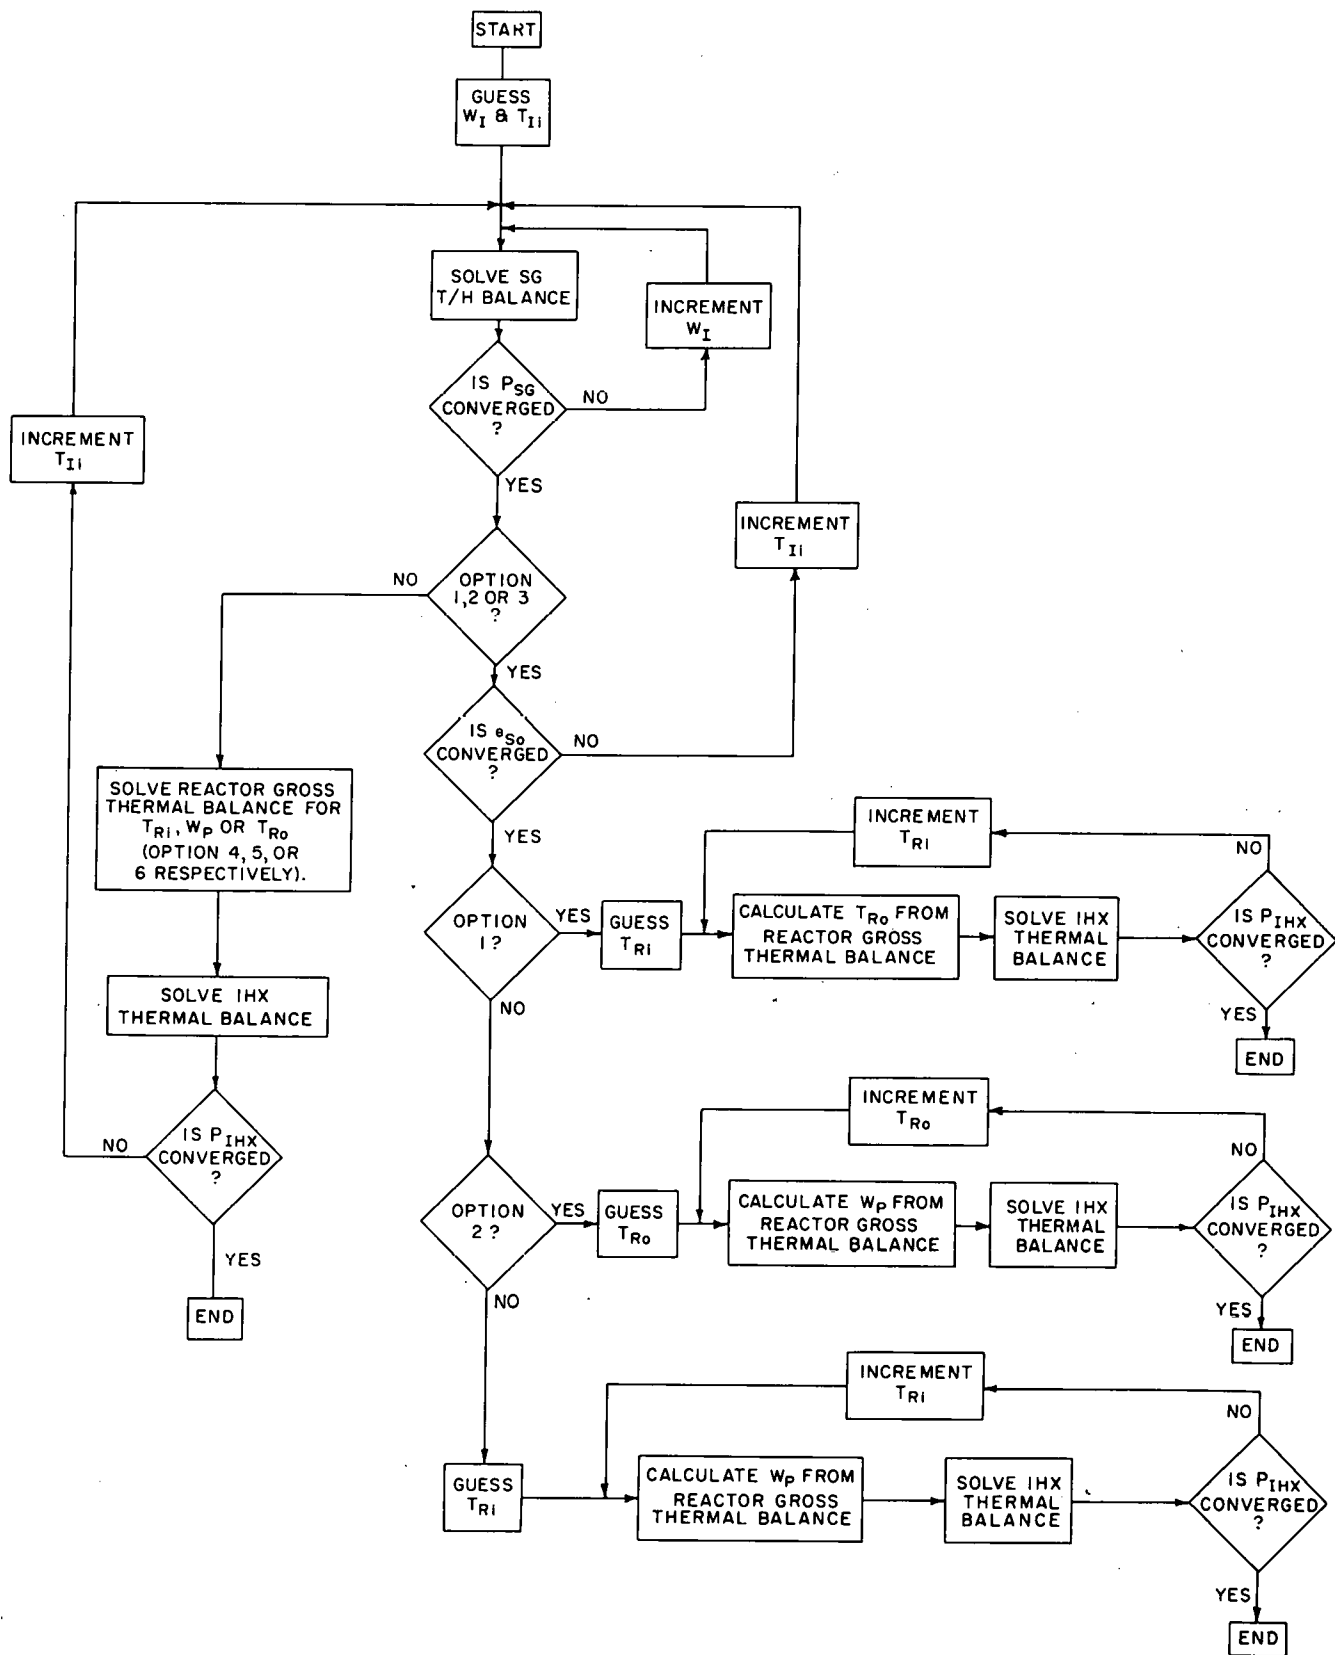 START
GUESS
W_I & T_Ii
SOLVE SG
T/H BALANCE
INCREMENT
W_I
IS P_SG
CONVERGED
?
NO
YES
INCREMENT
T_Ii
INCREMENT
T_Ii
OPTION
1,2 OR 3
?
NO
YES
IS e_So
CONVERGED
?
NO
YES
SOLVE REACTOR GROSS
THERMAL BALANCE FOR
T_Ri, W_P OR T_Ro
(OPTION 4, 5, OR
6 RESPECTIVELY).
SOLVE IHX
THERMAL BALANCE
IS P_IHX
CONVERGED
?
NO
YES
END
OPTION
1?
YES
NO
GUESS
T_Ri
INCREMENT
T_Ri
CALCULATE T_Ro FROM
REACTOR GROSS
THERMAL BALANCE
SOLVE IHX
THERMAL
BALANCE
IS P_IHX
CONVERGED
?
NO
YES
END
OPTION
2?
YES
NO
GUESS
T_Ro
INCREMENT
T_Ro
CALCULATE W_P FROM
REACTOR GROSS
THERMAL BALANCE
SOLVE IHX
THERMAL
BALANCE
IS P_IHX
CONVERGED
?
NO
YES
END
GUESS
T_Ri
INCREMENT
T_Ri
CALCULATE W_P FROM
REACTOR GROSS
THERMAL BALANCE
SOLVE IHX
THERMAL
BALANCE
IS P_IHX
CONVERGED
?
NO
YES
END